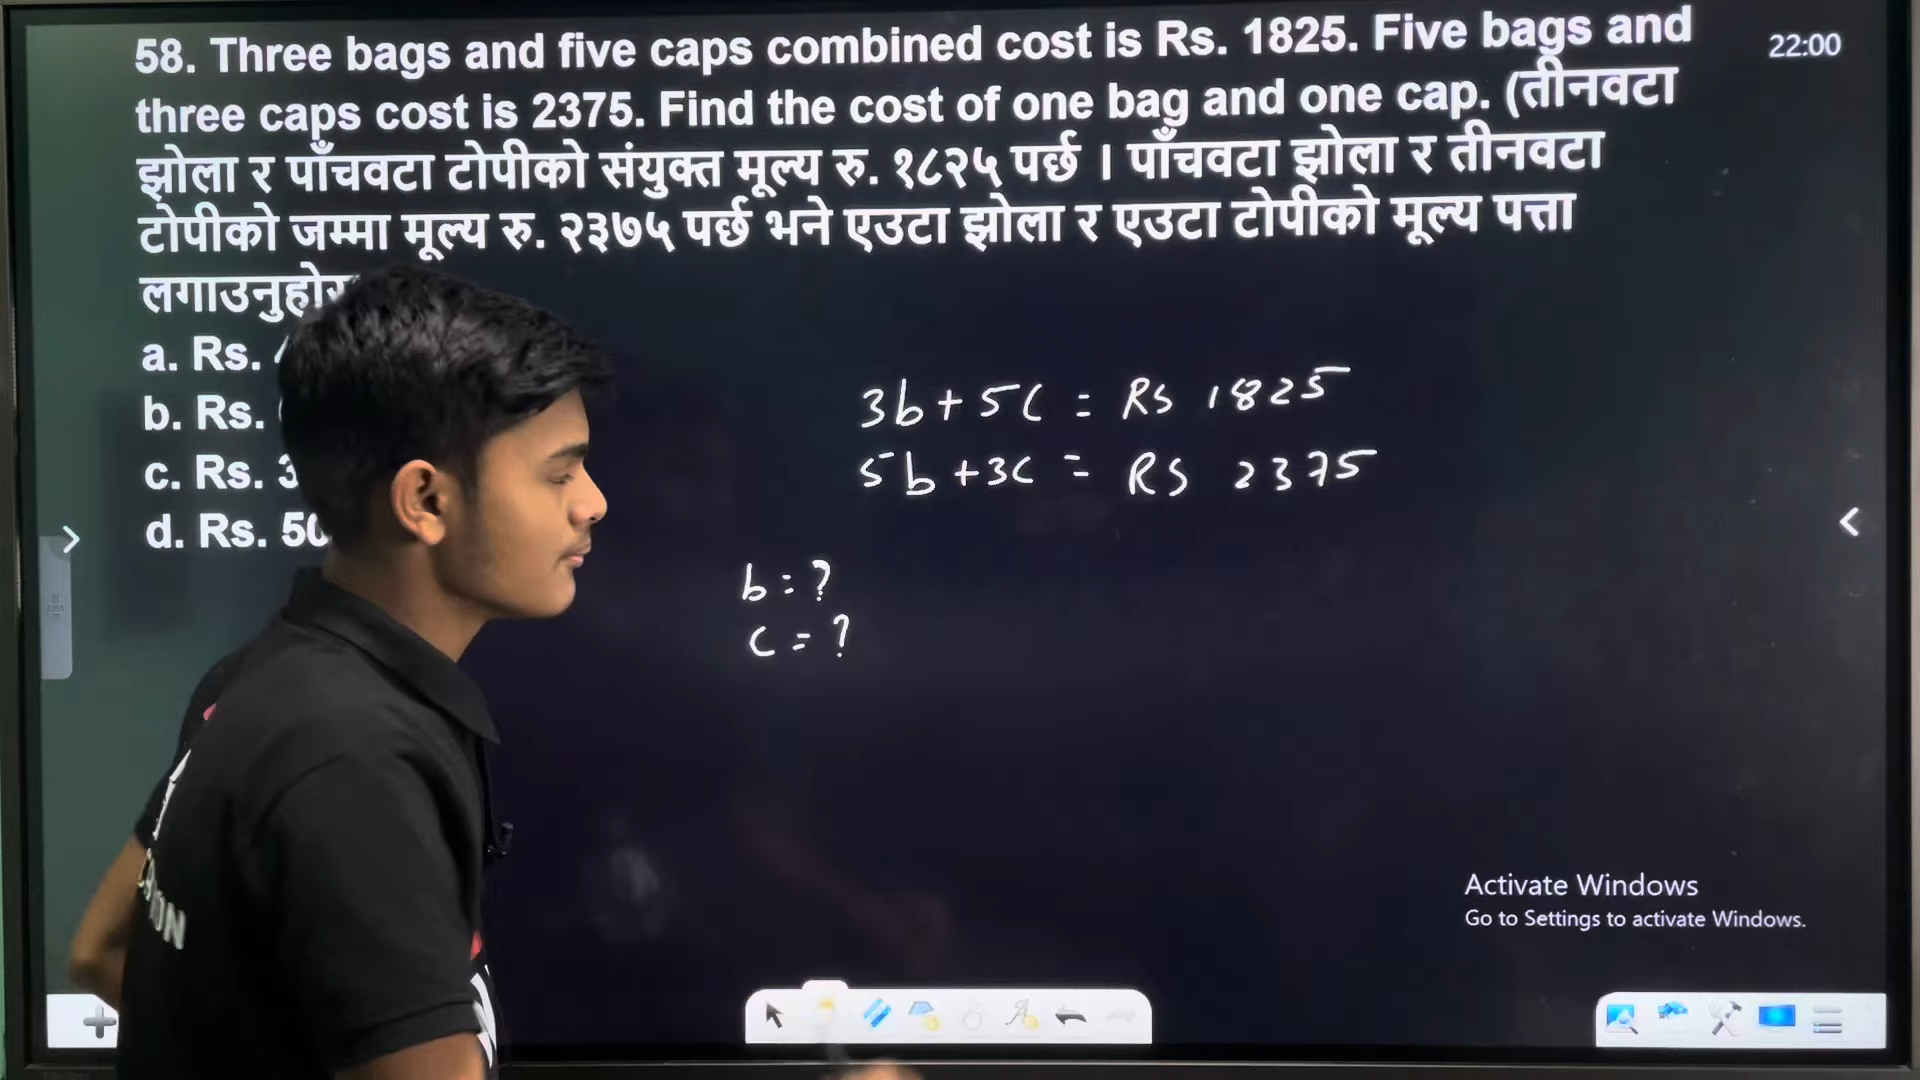 58. Three bags and five caps combined cost is Rs. 1825. Five bags and
22:00
three caps cost is 2375. Find the cost of one bag and one cap. (तीनवटा
झोला र पाँचवटा टोपीको संयुक्त मूल्य रु. १८२५ पर्छ । पाँचवटा झोला र तीनवटा
टोपीको जम्मा मूल्य रु. २३७५ पर्छ भने एउटा झोला र एउटा टोपीको मूल्य पत्ता
a. Rs.
b. Rs.
c. Rs. 3
d. Rs. 50
3b+5c = RS 1825
5b+3c = RS 2375
b = ?
c = ?
Activate Windows
Go to Settings to activate Windows.